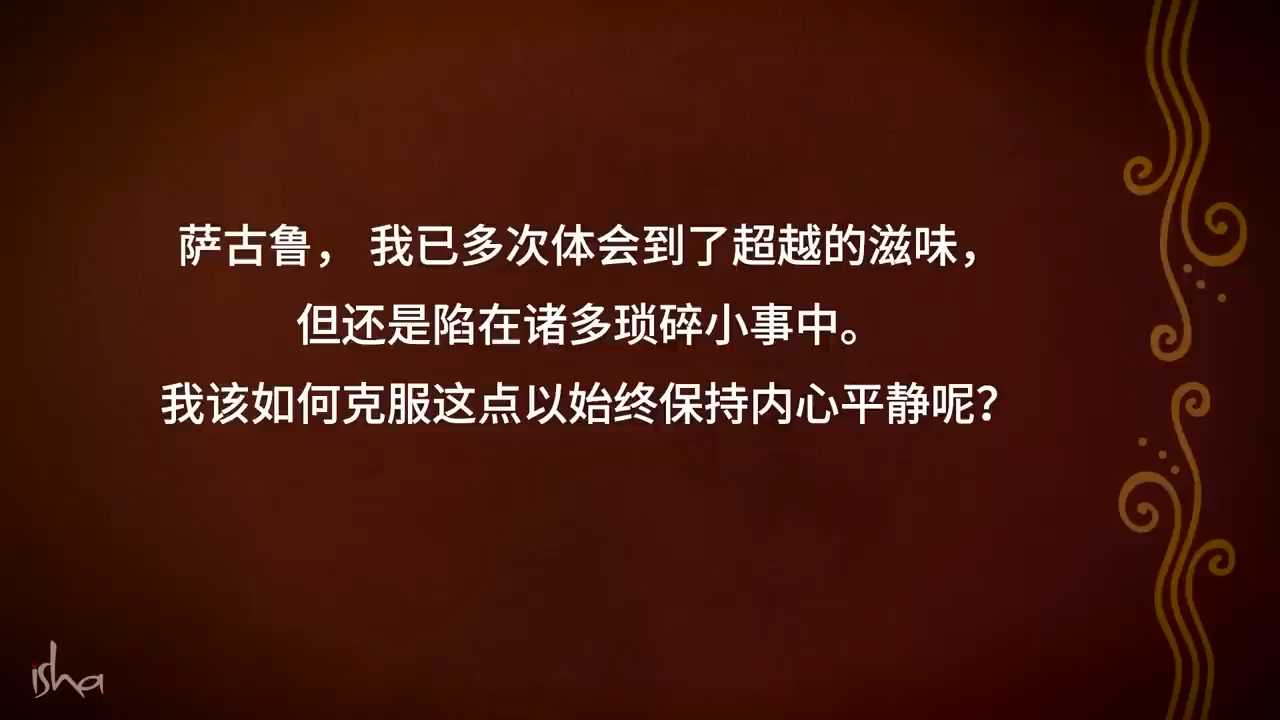 萨古鲁， 我已多次体会到了超越的滋味，
但还是陷在诸多琐碎小事中。
我该如何克服这点以始终保持内心平静呢？
isha